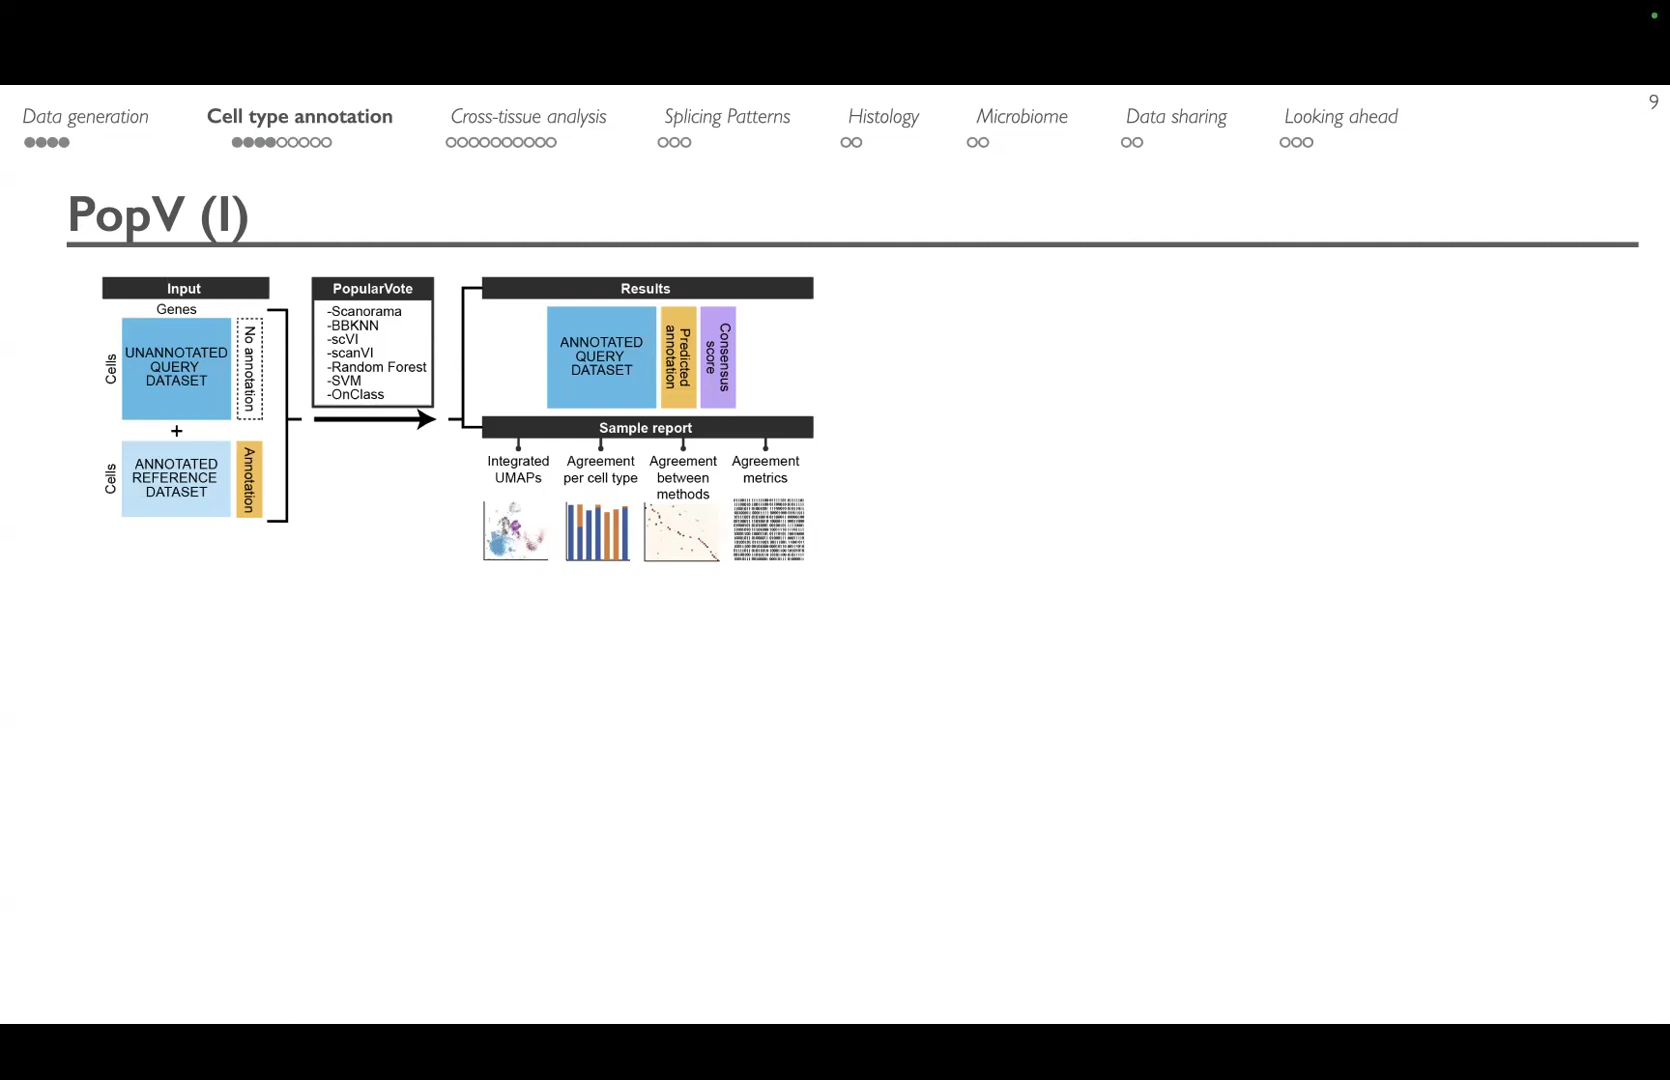 9
Data generation
Cell type annotation
Cross-tissue analysis
Splicing Patterns
Histology
Microbiome
Data sharing
Looking ahead
PopV (I)
Input
Genes
Cells
UNANNOTATED
QUERY
DATASET
No annotation
+
Cells
ANNOTATED
REFERENCE
DATASET
Annotation
PopularVote
-Scanorama
-BBKNN
-scVI
-scanVI
-Random Forest
-SVM
-OnClass
Results
ANNOTATED
QUERY
DATASET
Predicted
annotation
Consensus
score
Sample report
Integrated
UMAPs
Agreement
per cell type
Agreement
between
methods
Agreement
metrics